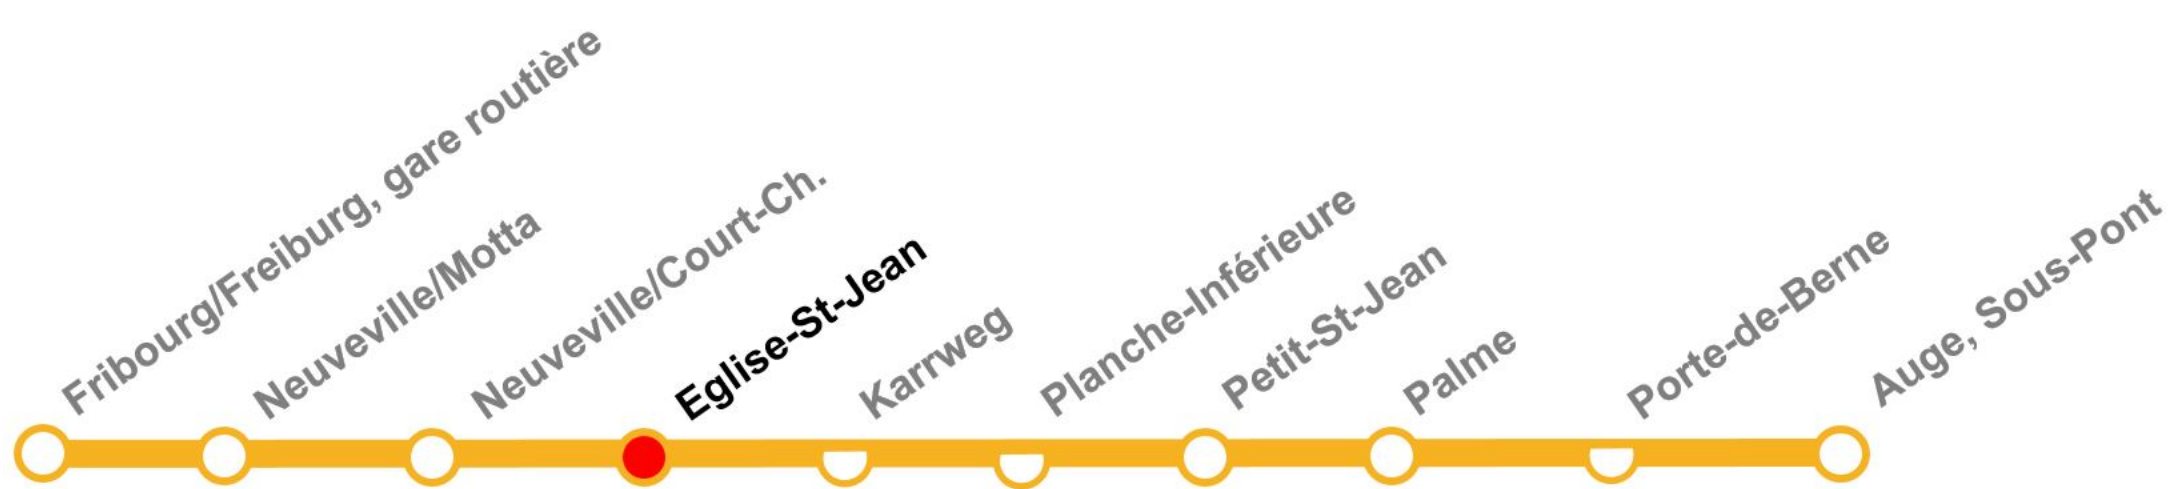 Fribourg/Freiburg, gare routière
Neuveville/Motta
Neuveville/Court-Ch.
Eglise-St-Jean
Karrweg
Planche-Inférieure
Petit-St-Jean
Palme
Porte-de-Berne
Auge, Sous-Pont